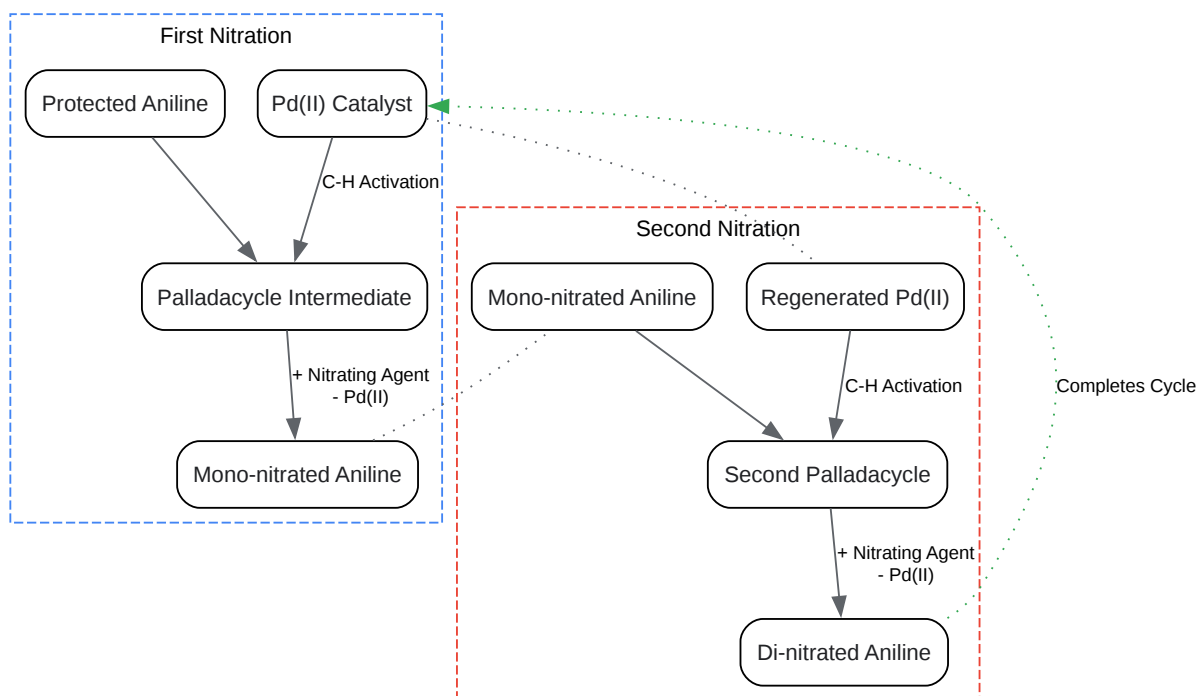 First Nitration
Protected Aniline
Pd(II) Catalyst
C-H Activation
Palladacycle Intermediate
+ Nitrating Agent
- Pd(II)
Mono-nitrated Aniline
Second Nitration
Mono-nitrated Aniline
Regenerated Pd(II)
C-H Activation
Second Palladacycle
+ Nitrating Agent
- Pd(II)
Di-nitrated Aniline
Completes Cycle